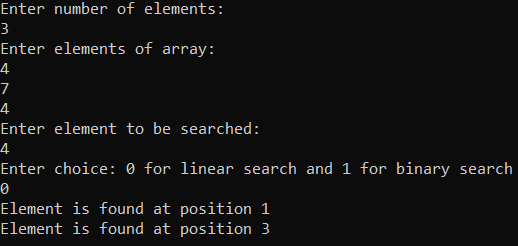 Enter number of elements:
3
Enter elements of array:
4
7
4
Enter element to be searched:
4
Enter choice: 0 for linear search and 1 for binary search
0
Element is found at position 1
Element is found at position 3